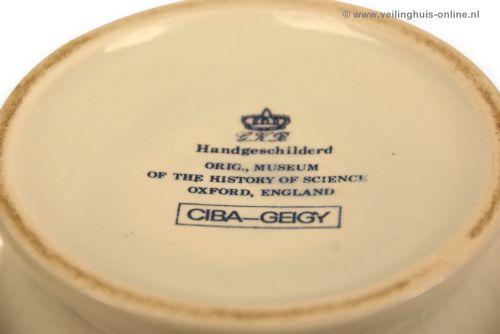 © www.veilinghuis-online.nl
G.K.B
Handgeschilderd
ORIG., MUSEUM
OF THE HISTORY OF SCIENCE
OXFORD, ENGLAND
CIBA–GEIGY